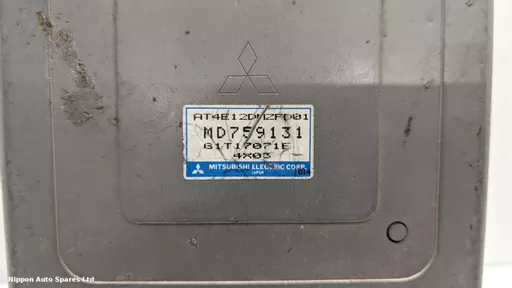 AT4E12DMZFD01
MD759131
G1T17071E
4X03
MITSUBISHI ELECTRIC CORP.
JAPAN
Nippon Auto Spares Ltd